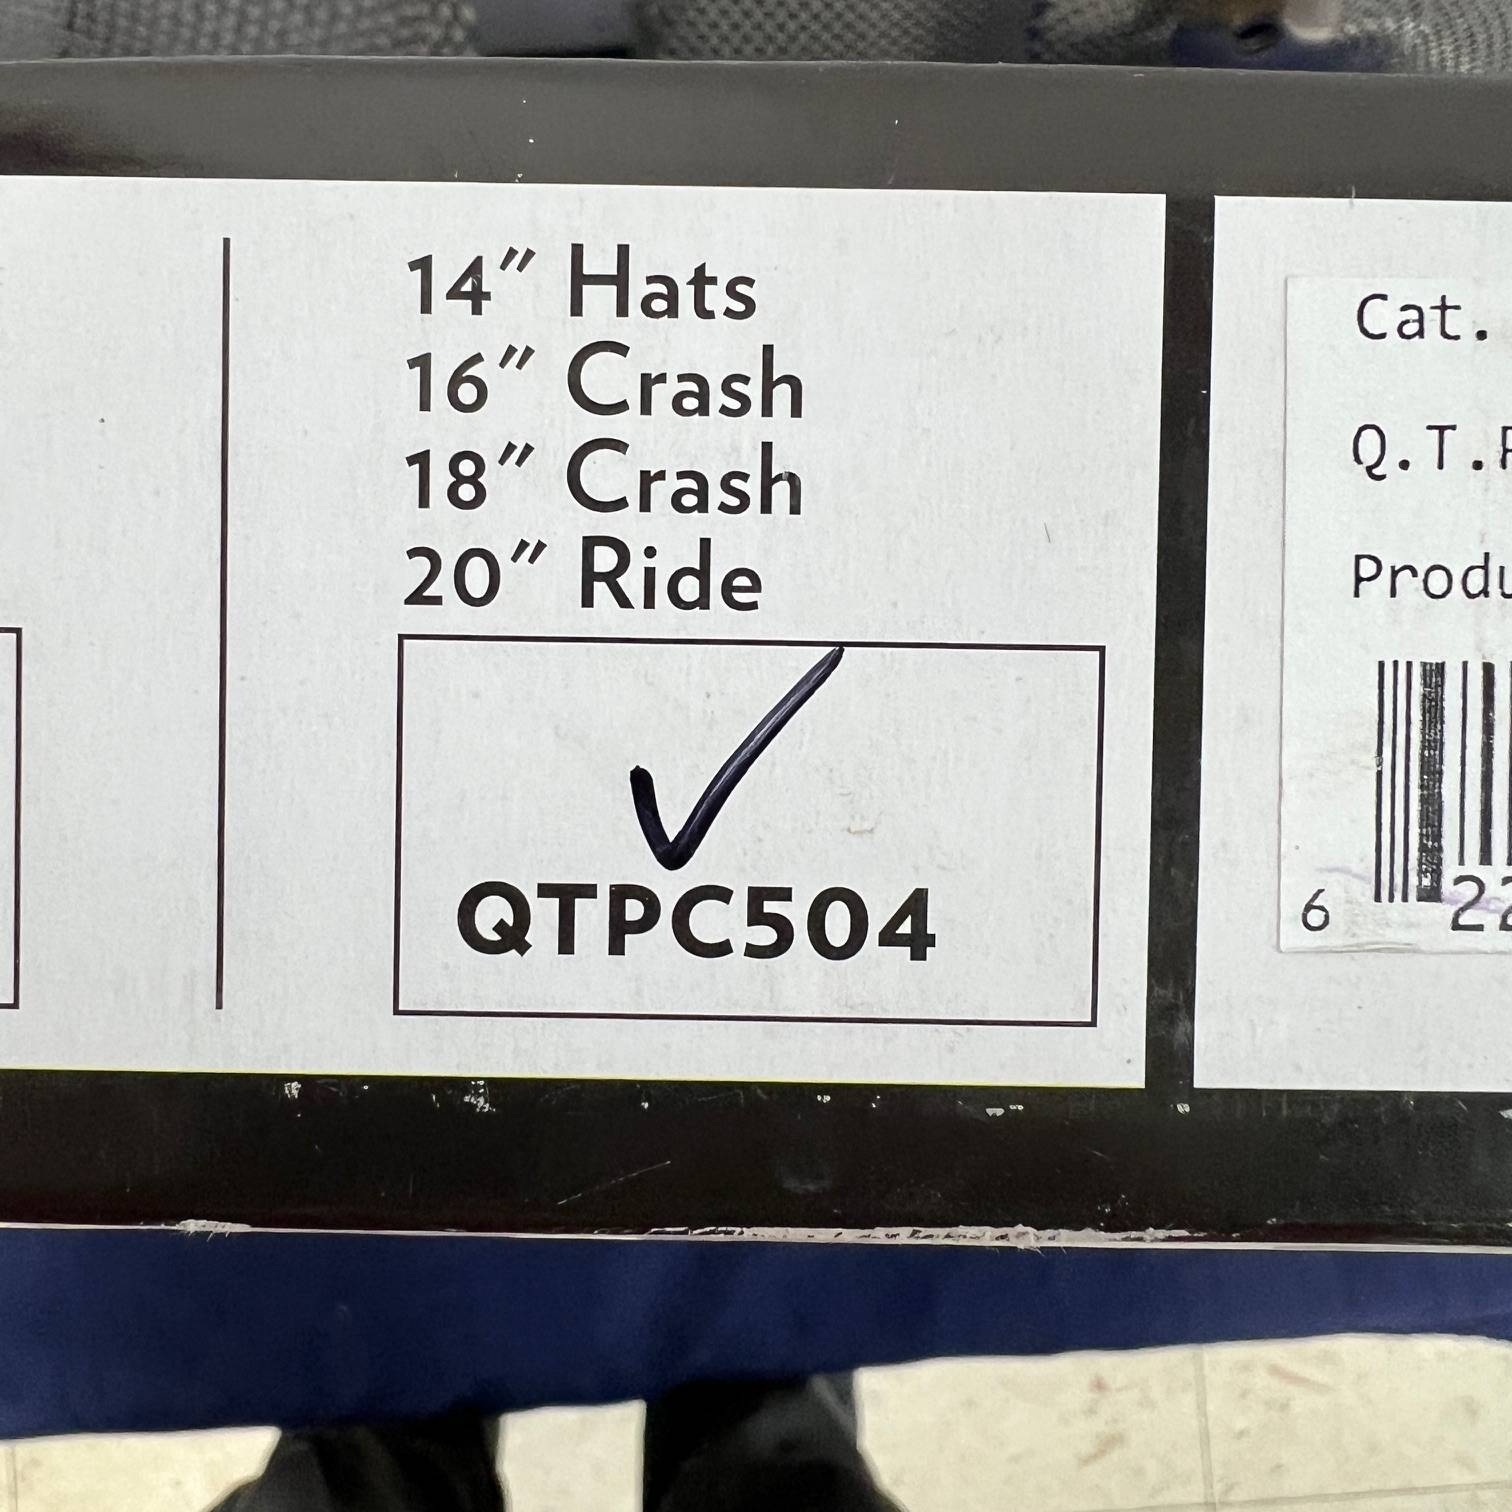 14″ Hats
16″ Crash
18″ Crash
20″ Ride
QTPC504
Cat.
Q.T.
Produ
6 22